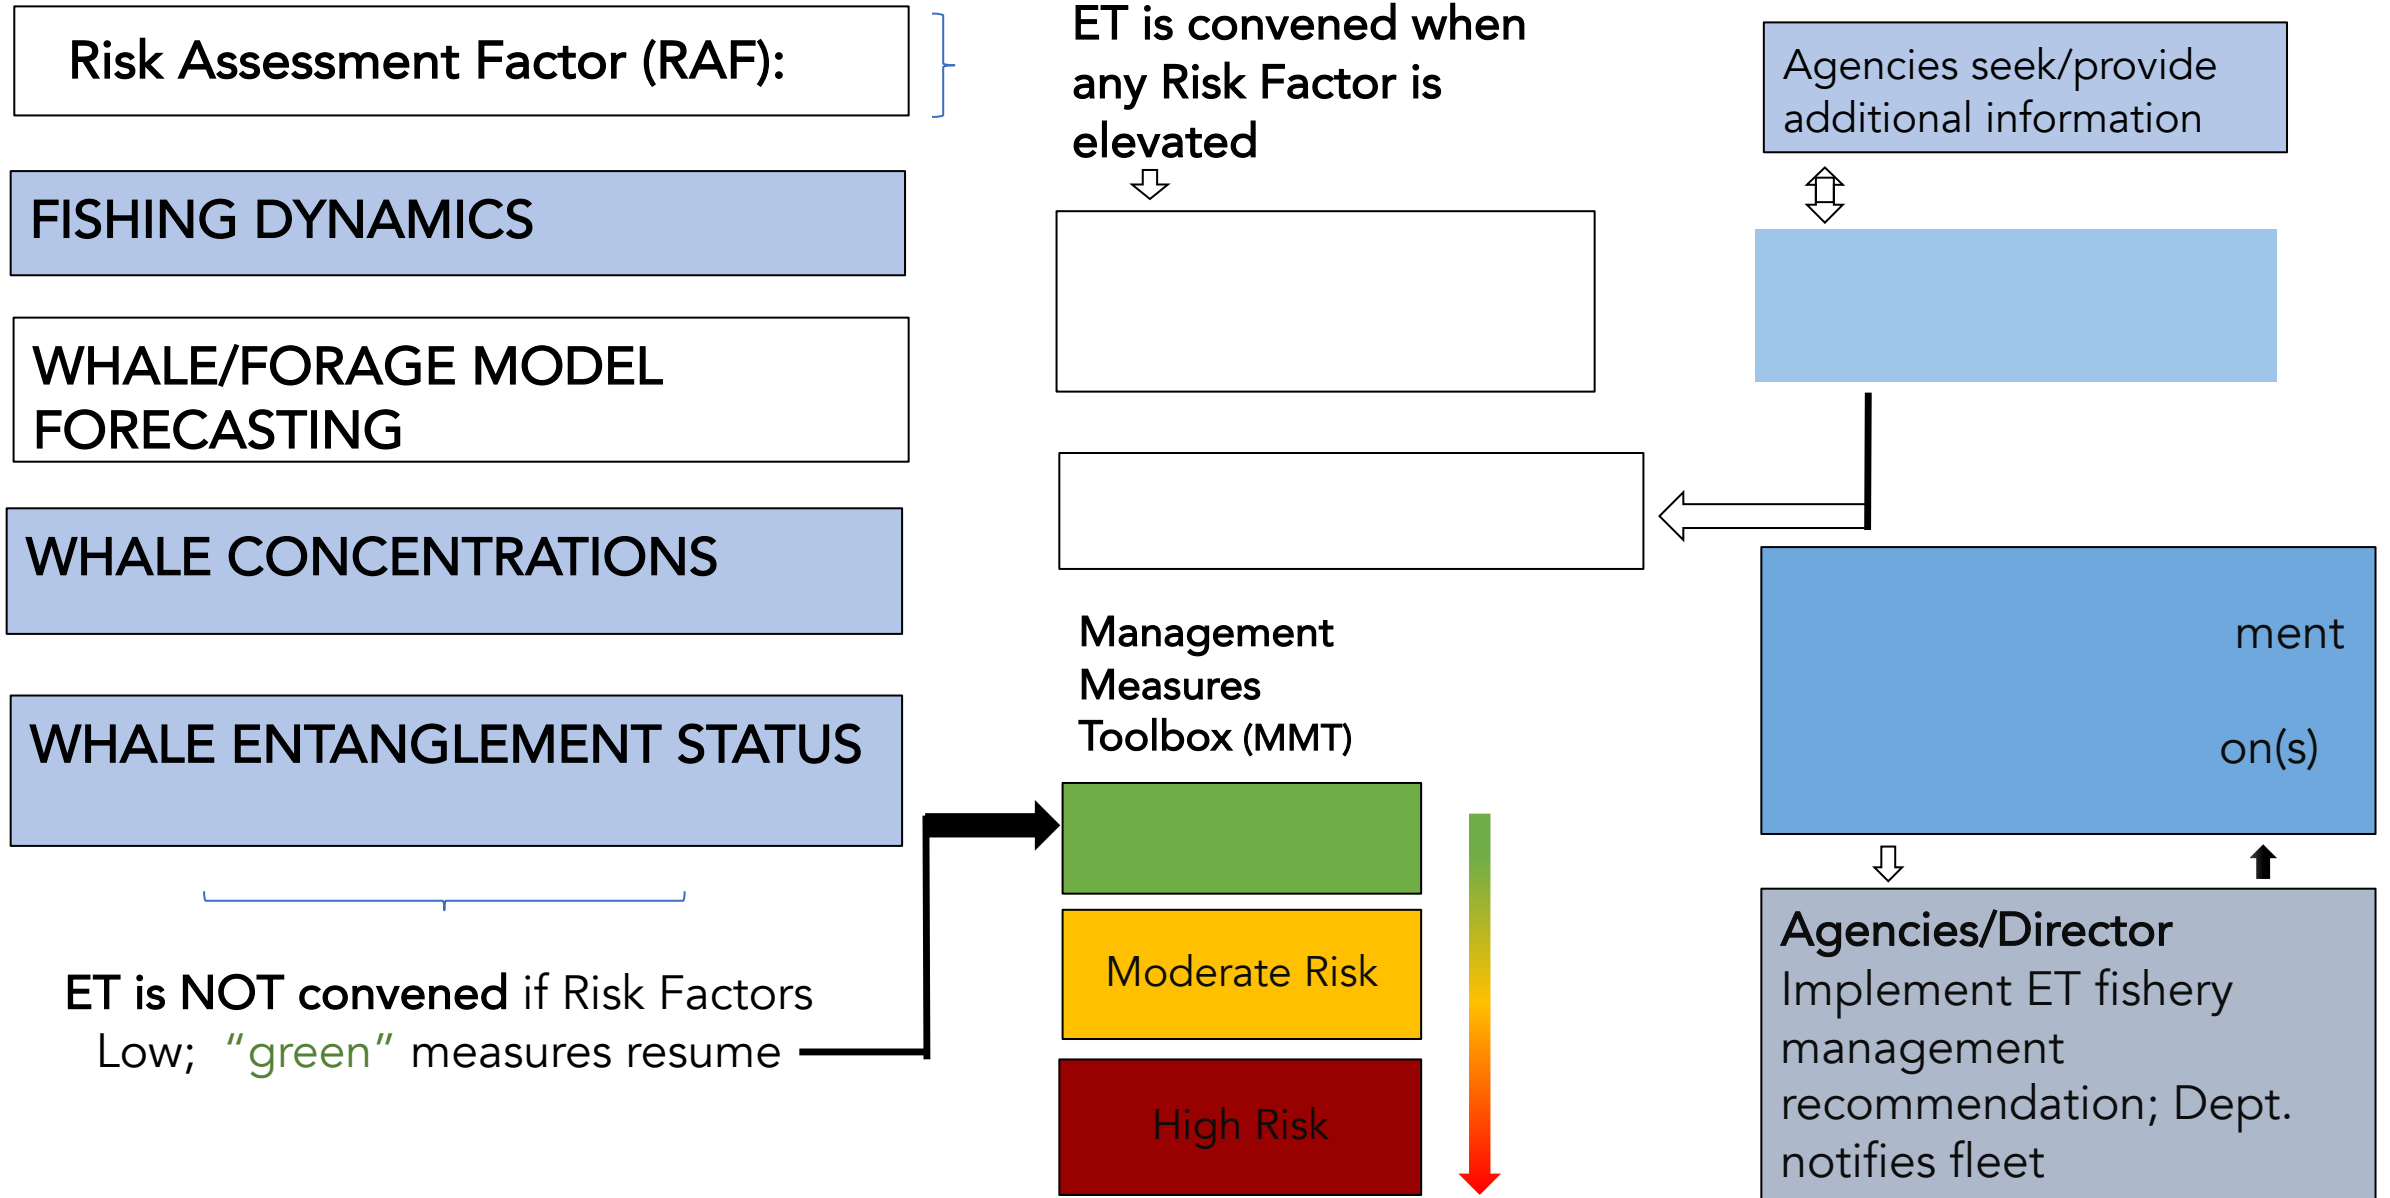 Risk Assessment Factor (RAF):
FISHING DYNAMICS
WHALE/FORAGE MODEL
FORECASTING
WHALE CONCENTRATIONS
WHALE ENTANGLEMENT STATUS
ET is NOT convened if Risk Factors
Low; “green” measures resume
ET is convened when
any Risk Factor is
elevated
Management
Measures
Toolbox (MMT)
Moderate Risk
High Risk
Agencies seek/provide
additional information
ment
on(s)
Agencies/Director
Implement ET fishery
management
recommendation; Dept.
notifies fleet